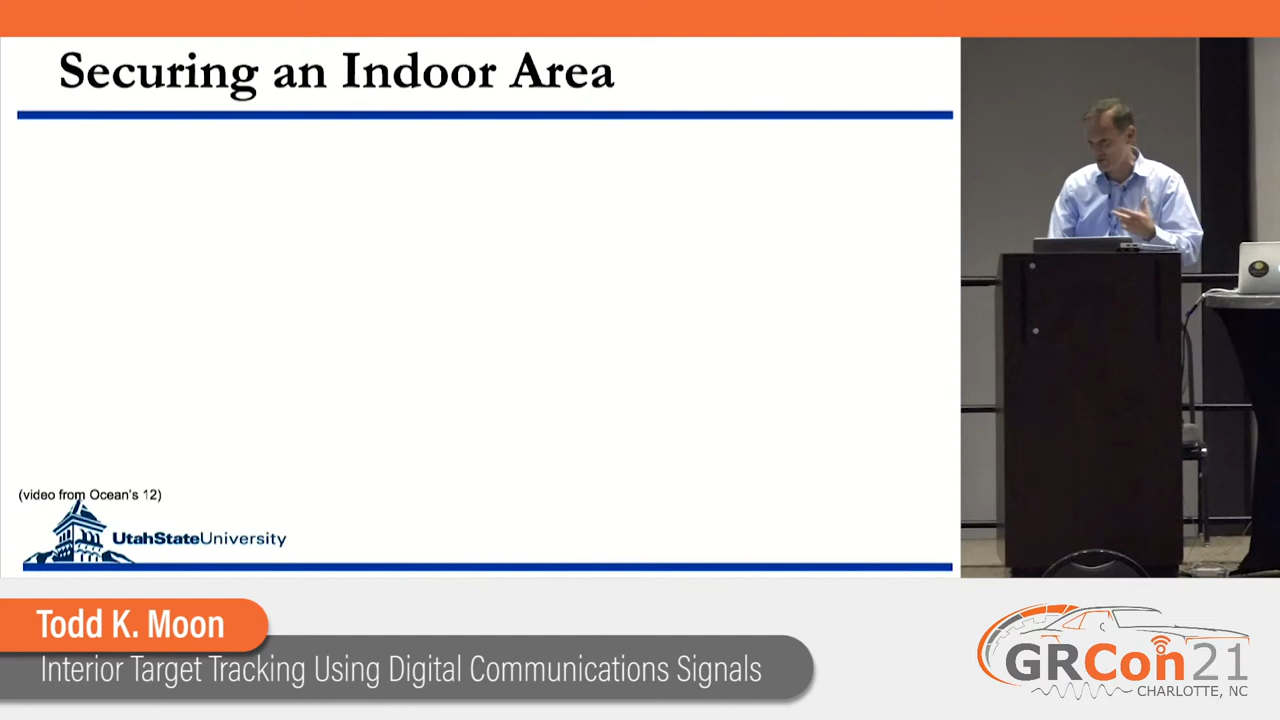 Securing an Indoor Area
(video from Ocean's 12)
UtahStateUniversity
Todd K. Moon
Interior Target Tracking Using Digital Communications Signals
GRCon21
CHARLOTTE, NC